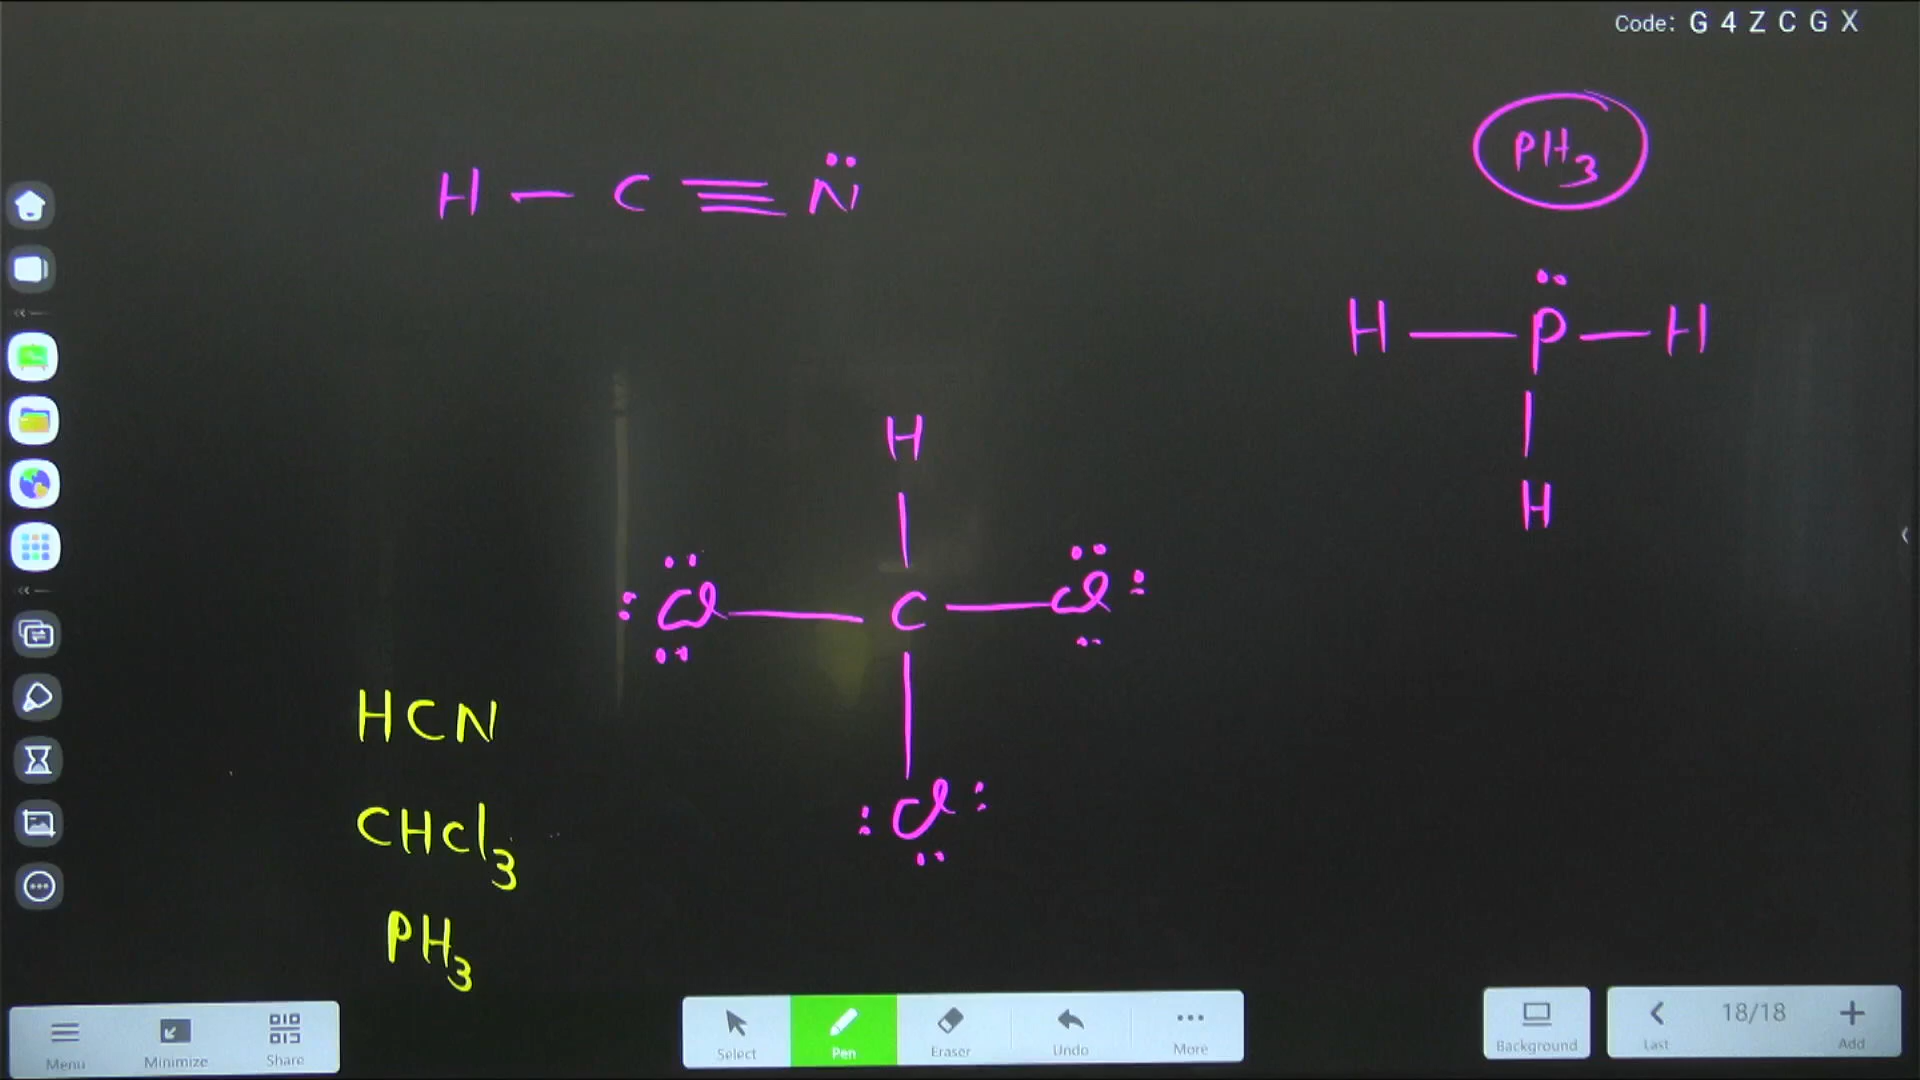 Code: G 4 Z C G X
PH3
H — C ≡ N
H — P — H
H
H
Cl — C — Cl
Cl
HCN
CHCl3
PH3
Menu
Minimize
Share
Select
Pen
Eraser
Undo
More
Background
Last
18/18
Add